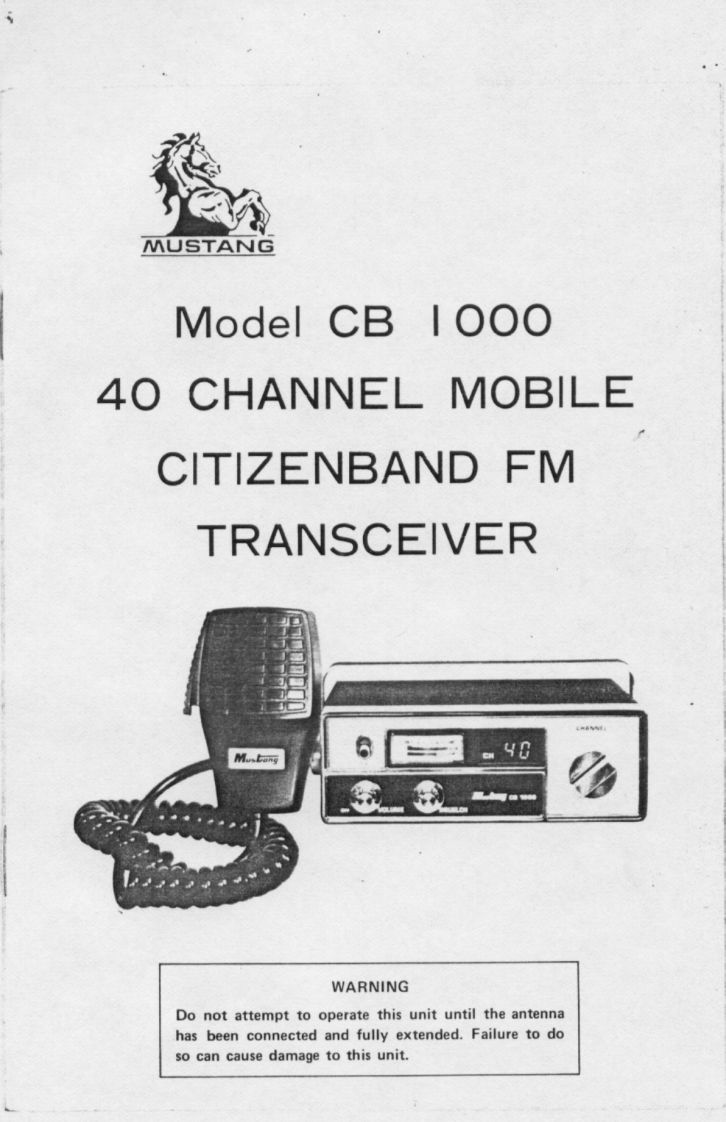 MUSTANG
Model CB 1000
40 CHANNEL MOBILE
CITIZENBAND FM
TRANSCEIVER
CHANNEL
CH 40
Mustang
Mustang CB 1000
ON VOLUME SQUELCH
WARNING
Do not attempt to operate this unit until the antenna
has been connected and fully extended. Failure to do
so can cause damage to this unit.